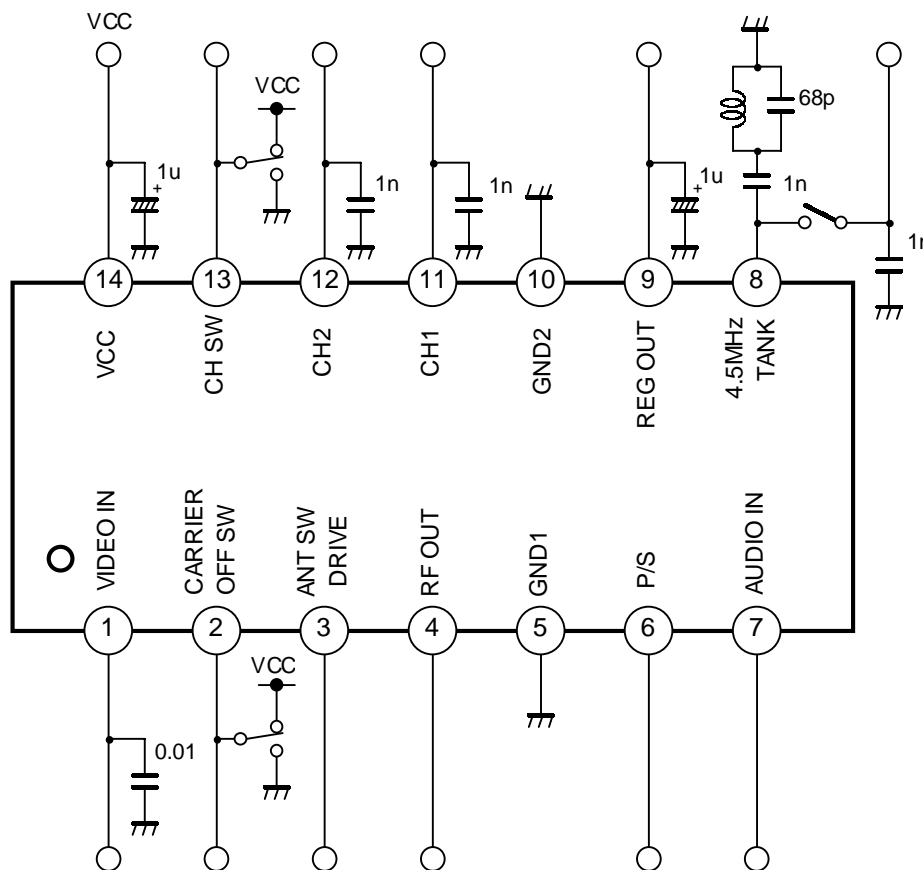 VCC
VCC
68p
1u
+
1n
1n
1u
+
1n
1n
14
13
12
11
10
9
8
VCC
CH SW
CH2
CH1
GND2
REG OUT
4.5MHz
TANK
VIDEO IN
CARRIER
OFF SW
ANT SW
DRIVE
RF OUT
GND1
P/S
AUDIO IN
1
2
3
4
5
6
7
VCC
0.01